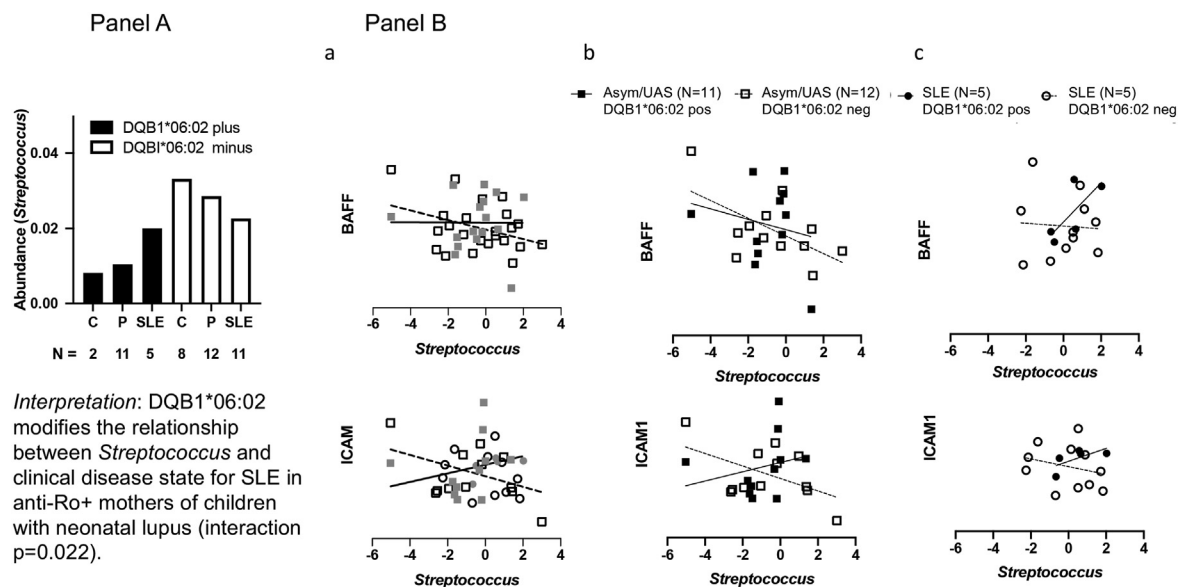 Panel A
Panel B
a
b
c
Asym/UAS (N=11)
DQB1*06:02 pos
Asym/UAS (N=12)
DQB1*06:02 neg
SLE (N=5)
DQB1*06:02 pos
SLE (N=5)
DQB1*06:02 neg
Abundance (Streptococcus)
DQB1*06:02 plus
DQBI*06:02 minus
0.04
0.02
0.00
C P SLE C P SLE
N = 2 11 5 8 12 11
Interpretation: DQB1*06:02
modifies the relationship
between Streptococcus and
clinical disease state for SLE in
anti-Ro+ mothers of children
with neonatal lupus (interaction
p=0.022).
BAFF
-6 -4 -2 0 2 4
Streptococcus
BAFF
-6 -4 -2 0 2 4
Streptococcus
BAFF
-6 -4 -2 0 2 4
Streptococcus
ICAM
-6 -4 -2 0 2 4
Streptococcus
ICAM1
-6 -4 -2 0 2 4
Streptococcus
ICAM1
-6 -4 -2 0 2 4
Streptococcus